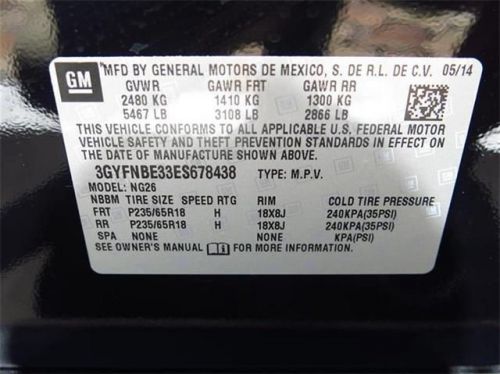 GM MFD BY GENERAL MOTORS DE MEXICO, S. DE R.L. DE C.V. 05/14
GVWR GAWR FRT GAWR RR
2480 KG 1410 KG 1300 KG
5467 LB 3108 LB 2866 LB
THIS VEHICLE CONFORMS TO ALL APPLICABLE U.S. FEDERAL MOTOR
VEHICLE SAFETY AND THEFT PREVENTION STANDARDS IN EFFECT ON
THE DATE OF MANUFACTURE SHOWN ABOVE.
3GYFNBE33ES678438 TYPE: M.P.V.
MODEL: NG26
NBBM TIRE SIZE SPEED RTG RIM COLD TIRE PRESSURE
FRT P235/65R18 H 18X8J 240KPA(35PSI)
RR P235/65R18 H 18X8J 240KPA(35PSI)
SPA NONE NONE KPA(PSI)
SEE OWNER'S MANUAL FOR MORE INFORMATION.